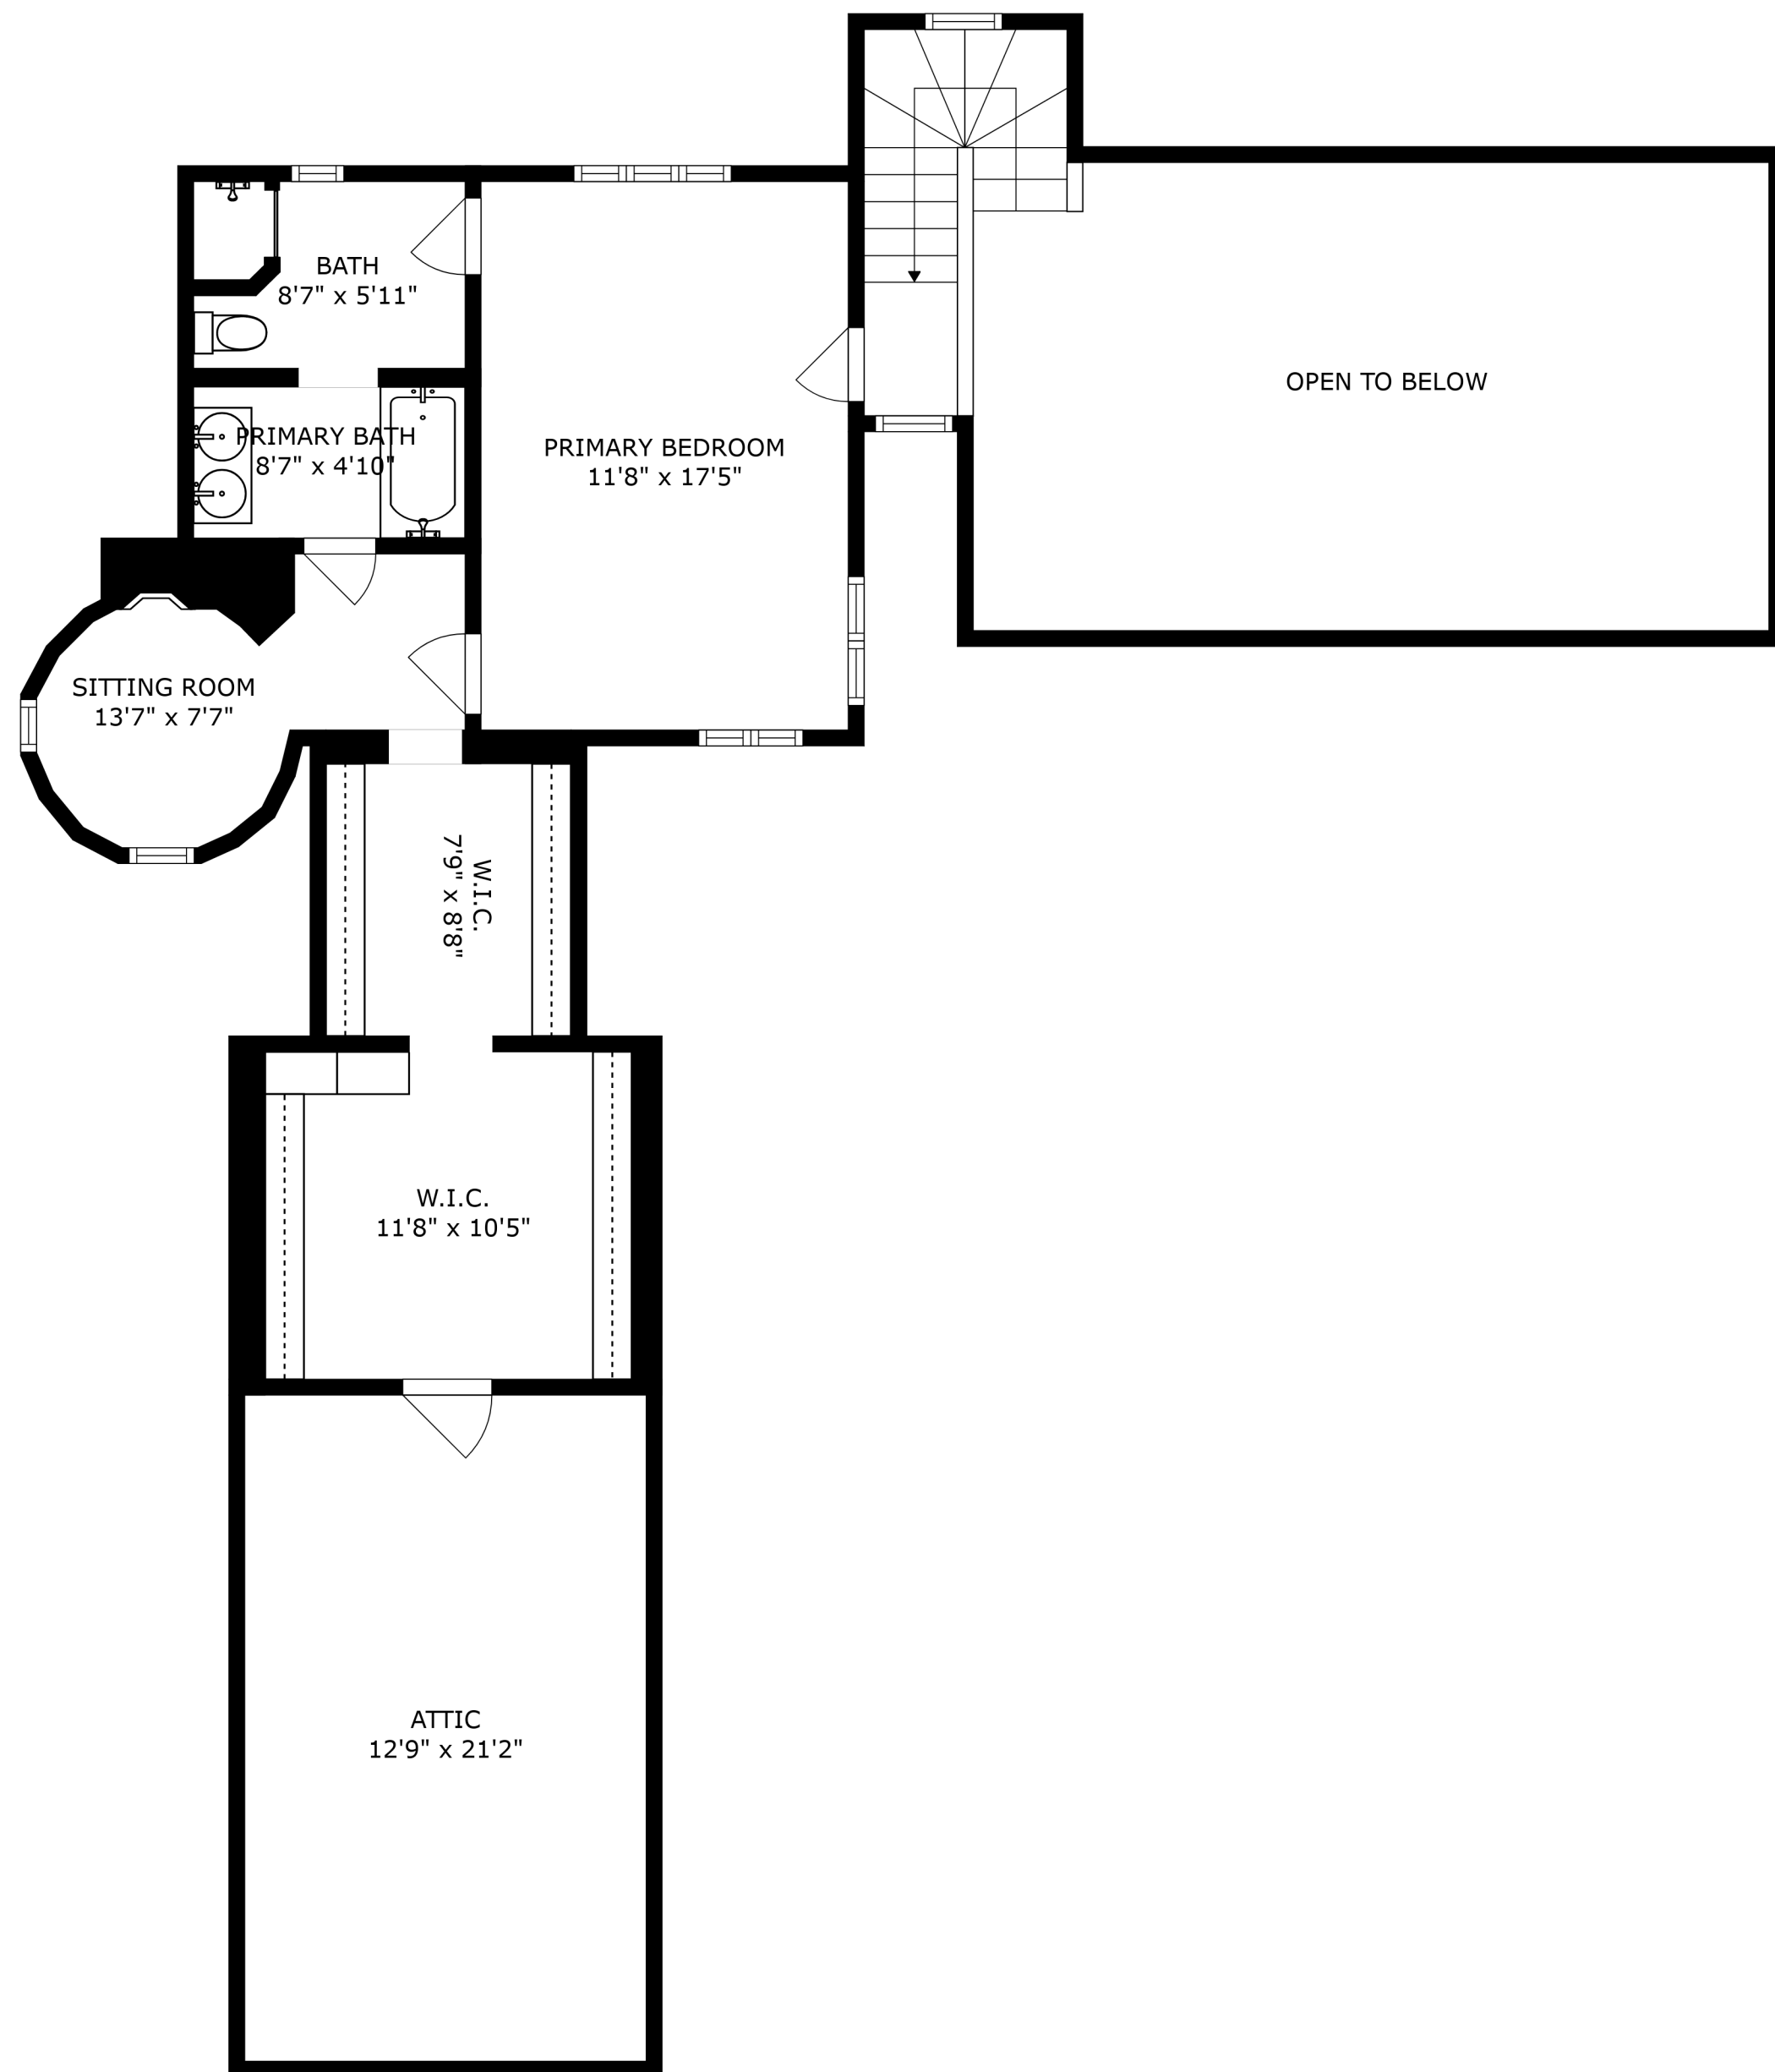 BATH
8'7" x 5'11"
PRIMARY BATH
8'7" x 4'10"
PRIMARY BEDROOM
11'8" x 17'5"
OPEN TO BELOW
SITTING ROOM
13'7" x 7'7"
W.I.C.
7'9" x 8'8"
W.I.C.
11'8" x 10'5"
ATTIC
12'9" x 21'2"